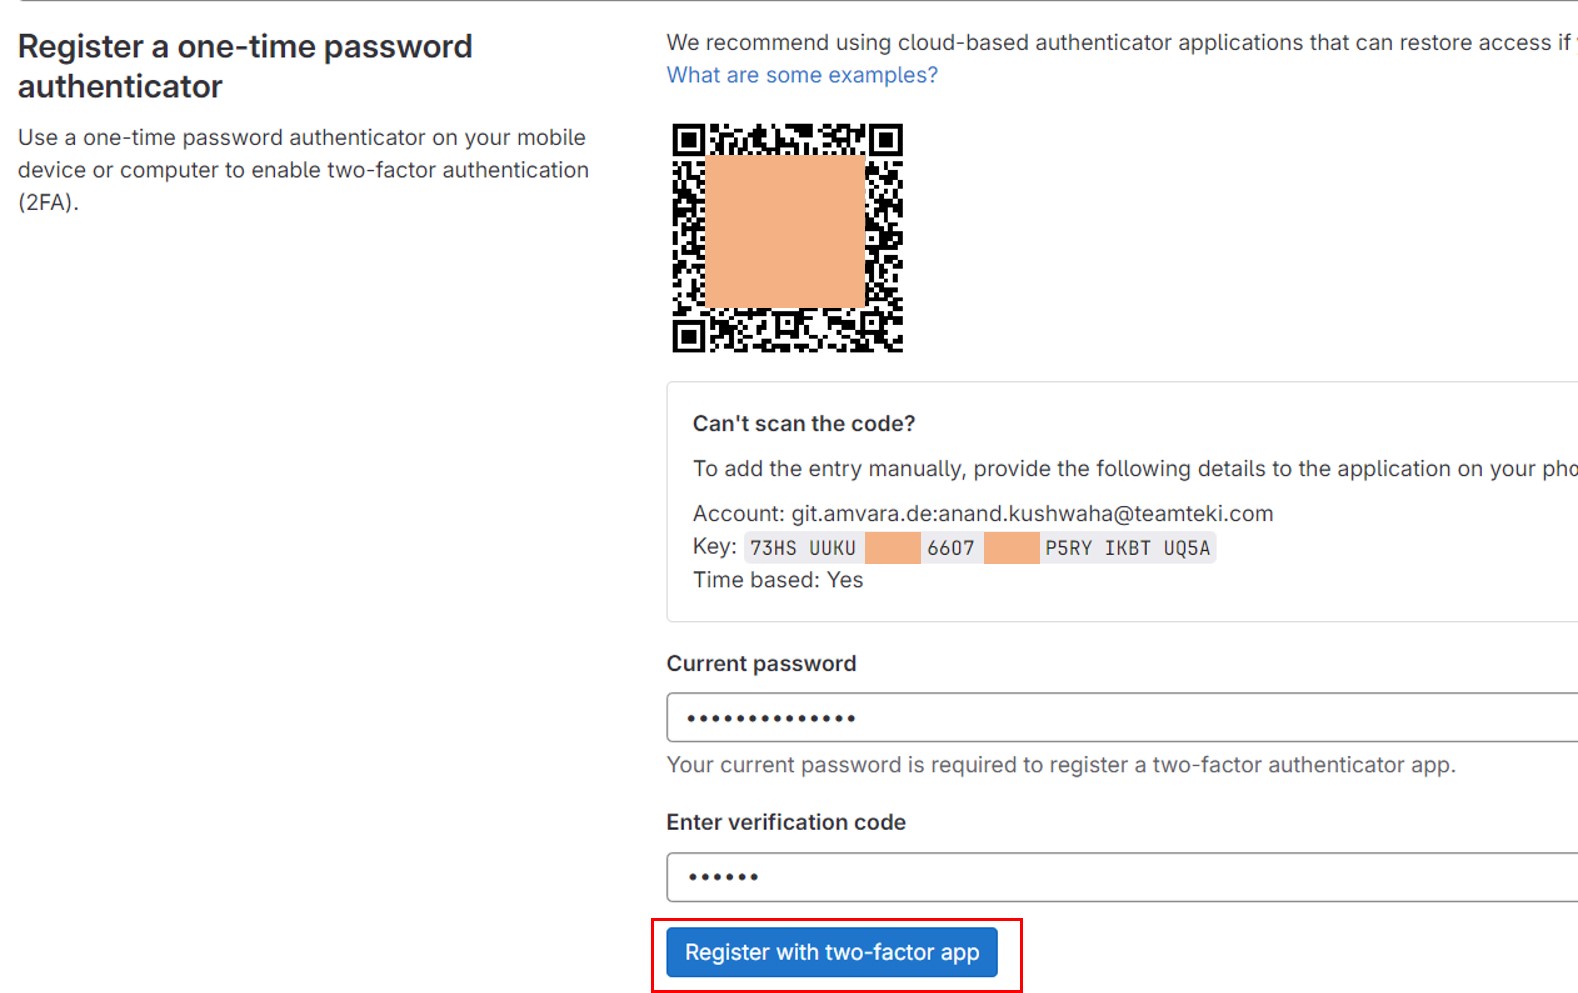 Register a one-time password
authenticator
Use a one-time password authenticator on your mobile
device or computer to enable two-factor authentication
(2FA).
We recommend using cloud-based authenticator applications that can restore access if
What are some examples?
Can't scan the code?
To add the entry manually, provide the following details to the application on your pho
Account: git.amvara.de:anand.kushwaha@teamteki.com
Key: 73HS UUKU 66O7 P5RY IKBT UQ5A
Time based: Yes
Current password
••••••••••••••
Your current password is required to register a two-factor authenticator app.
Enter verification code
••••••
Register with two-factor app